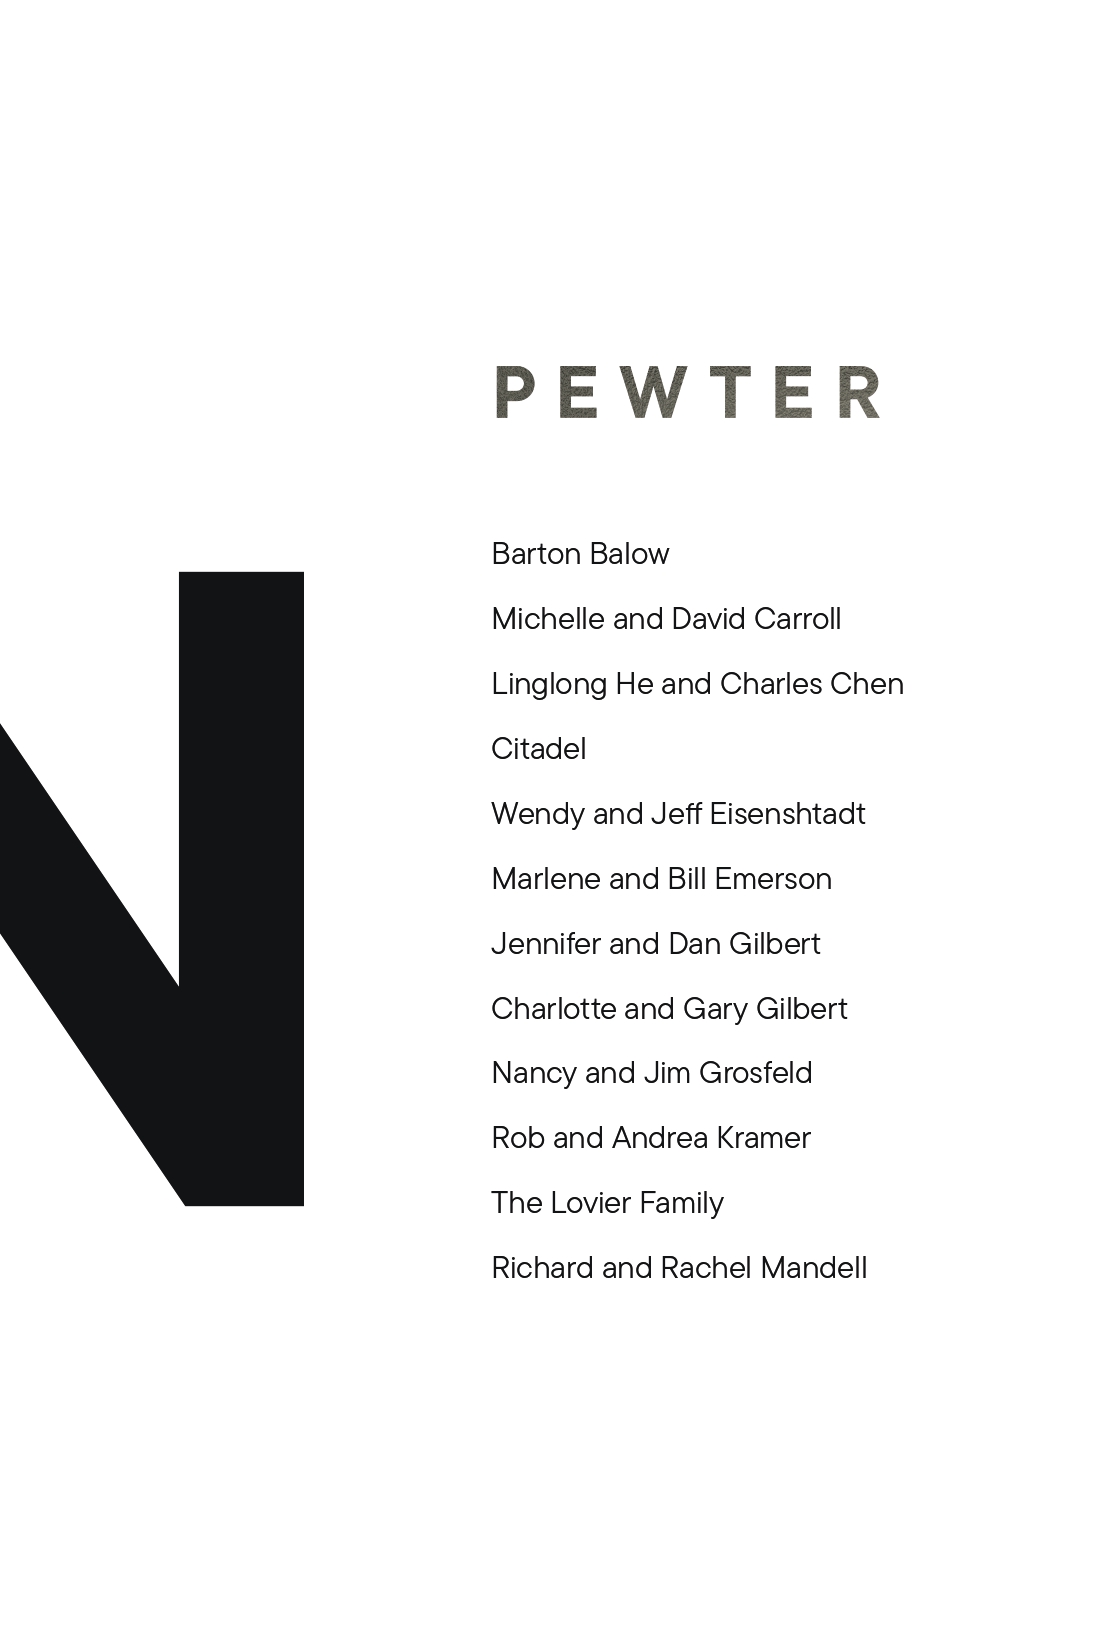 PEWTER
N
Barton Balow
Michelle and David Carroll
Linglong He and Charles Chen
Citadel
Wendy and Jeff Eisenshtadt
Marlene and Bill Emerson
Jennifer and Dan Gilbert
Charlotte and Gary Gilbert
Nancy and Jim Grosfeld
Rob and Andrea Kramer
The Lovier Family
Richard and Rachel Mandell